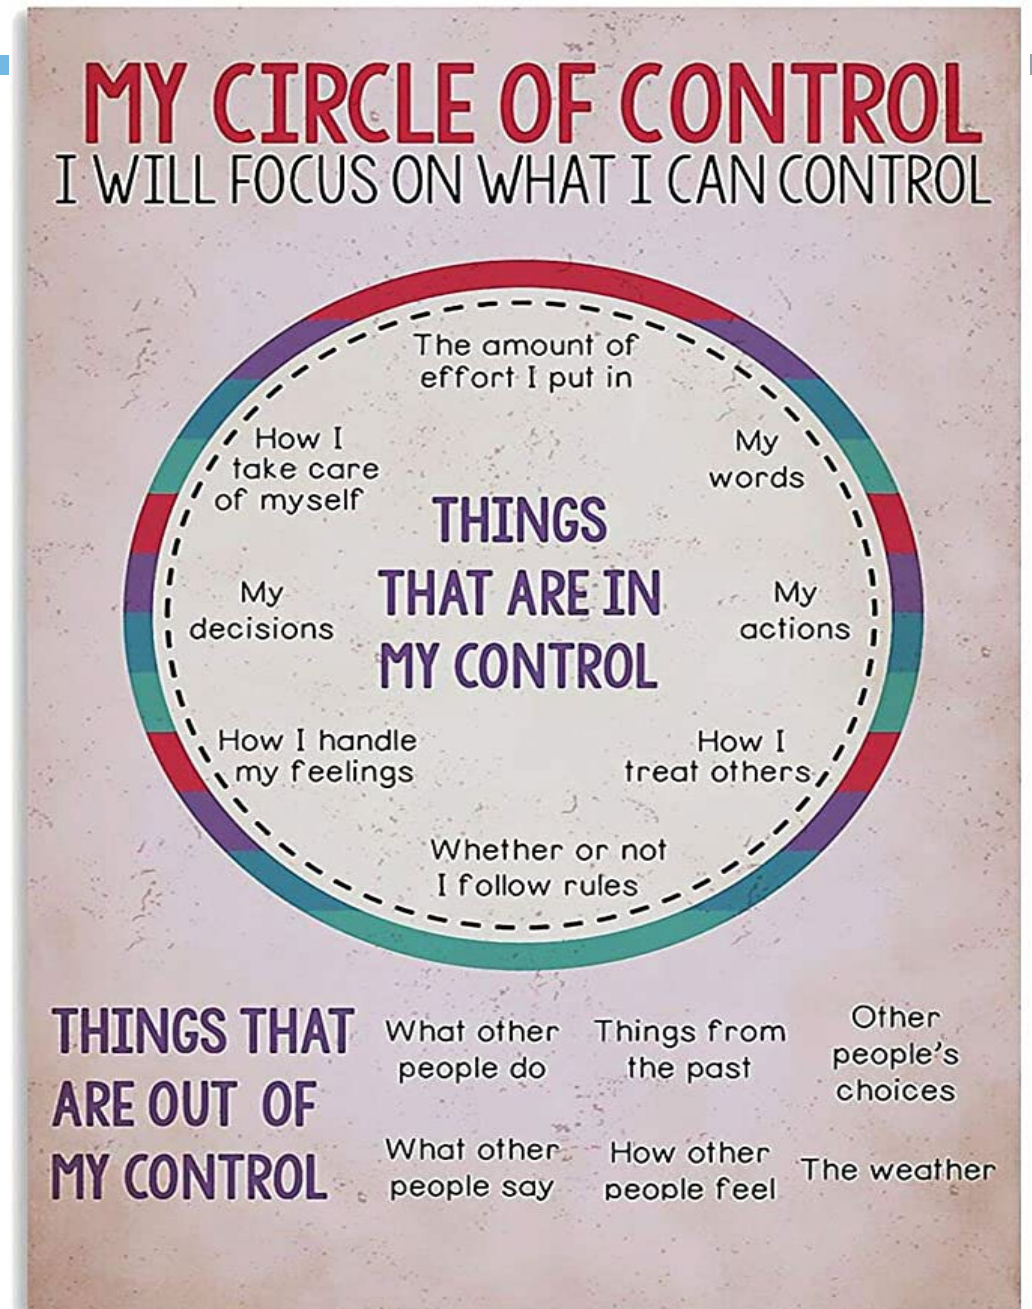 MY CIRCLE OF CONTROL
I WILL FOCUS ON WHAT I CAN CONTROL
The amount of
effort I put in
How I
take care
of myself
My
words
THINGS
THAT ARE IN
MY CONTROL
My
decisions
My
actions
How I handle
my feelings
How I
treat others
Whether or not
I follow rules
THINGS THAT
ARE OUT OF
MY CONTROL
What other
people do
Things from
the past
Other
people's
choices
What other
people say
How other
people feel
The weather